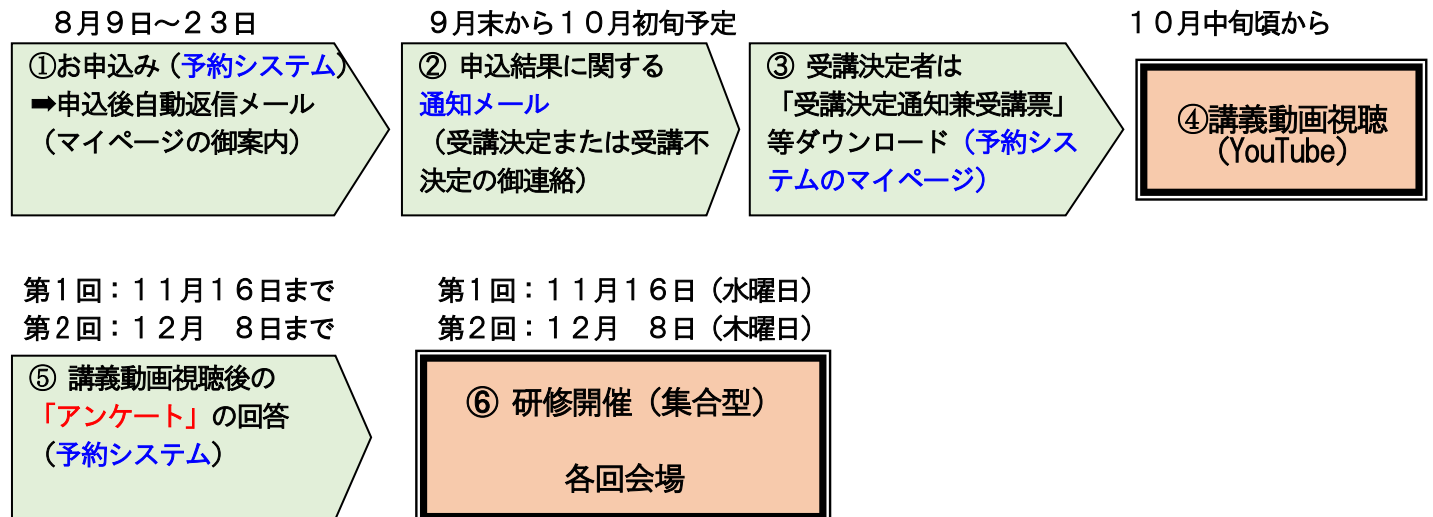 ８月９日～２３日
①お申込み（予約システム）
➡申込後自動返信メール
（マイページの御案内）
９月末から１０月初旬予定
② 申込結果に関する
通知メール
（受講決定または受講不
決定の御連絡）
③ 受講決定者は
「受講決定通知兼受講票」
等ダウンロード（予約シス
テムのマイページ）
１０月中旬頃から
④講義動画視聴
（YouTube）
第１回：１１月１６日まで
第２回：１２月　８日まで
⑤ 講義動画視聴後の
「アンケート」の回答
（予約システム）
第１回：１１月１６日（水曜日）
第２回：１２月　８日（木曜日）
⑥ 研修開催（集合型）
各回会場